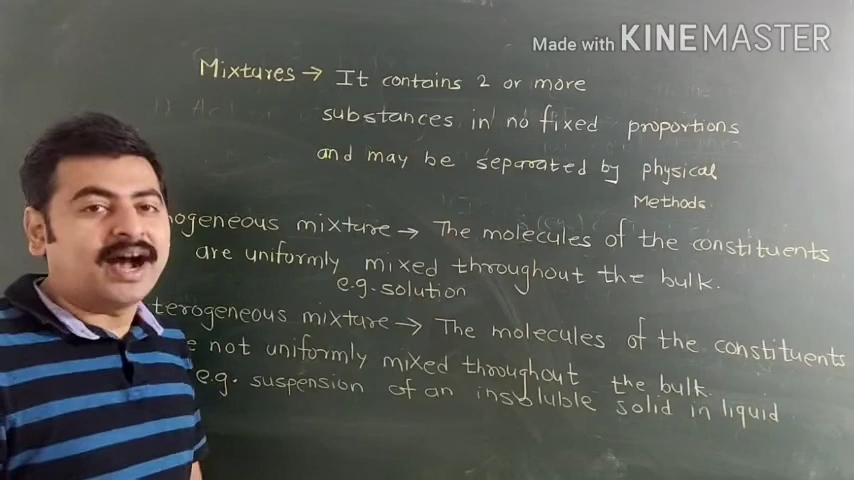 Made with KINEMASTER
Mixtures → It contains 2 or more
substances in no fixed proportions
and may be separated by physical
Methods.
ogeneous mixture → The molecules of the constituents
are uniformly mixed throughout the bulk.
e.g. solution
terogeneous mixture → The molecules of the constituents
e not uniformly mixed throughout the bulk.
e.g. suspension of an insoluble solid in liquid